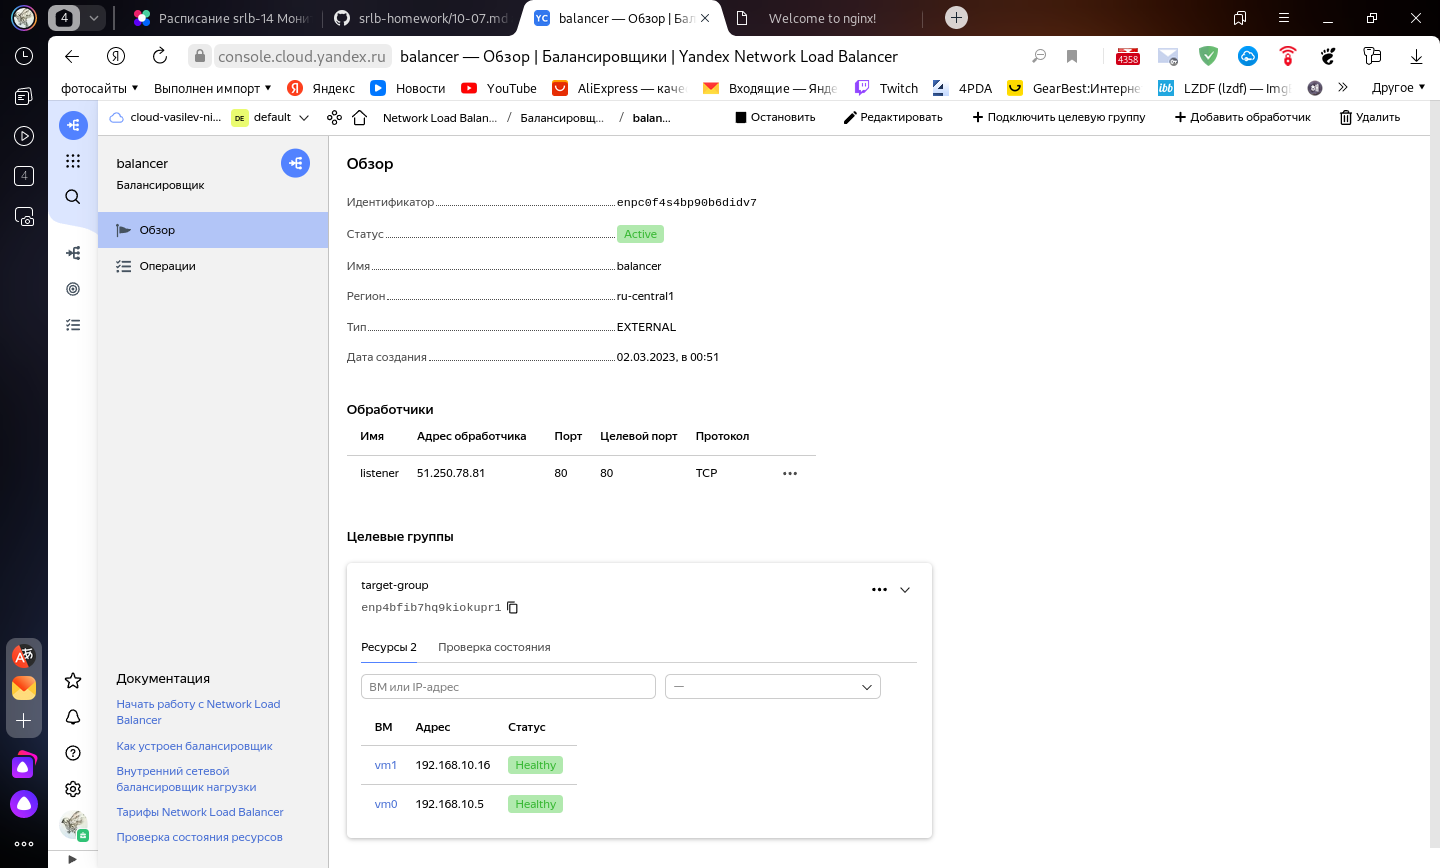 4
Расписание srlb-14 Мони
srlb-homework/10-07.md
YC
balancer — Обзор | Бал
Welcome to nginx!
Я
console.cloud.yandex.ru
balancer — Обзор | Балансировщики | Yandex Network Load Balancer
4358
фотосайты
Выполнен импорт
Я Яндекс
Новости
YouTube
AliExpress — каче
Входящие — Янде
Twitch
4PDA
GearBest:Интерне
ibb LZDF (lzdf) — Imgl
Другое
cloud-vasilev-ni...
DE default
Network Load Balan...
/ Балансировщ...
/ balan...
Остановить
Редактировать
Подключить целевую группу
Добавить обработчик
Удалить
4
balancer
Балансировщик
Обзор
Операции
Обзор
Идентификатор enpc0f4s4bp90b6didv7
Статус Active
Имя balancer
Регион ru-central1
Тип EXTERNAL
Дата создания 02.03.2023, в 00:51
Обработчики
Имя Адрес обработчика Порт Целевой порт Протокол
listener 51.250.78.81 80 80 TCP
Целевые группы
target-group
enp4bfib7hq9kiokupr1
Ресурсы 2 Проверка состояния
ВМ или IP-адрес —
ВМ Адрес Статус
vm1 192.168.10.16 Healthy
vm0 192.168.10.5 Healthy
Документация
Начать работу с Network Load
Balancer
Как устроен балансировщик
Внутренний сетевой
балансировщик нагрузки
Тарифы Network Load Balancer
Проверка состояния ресурсов